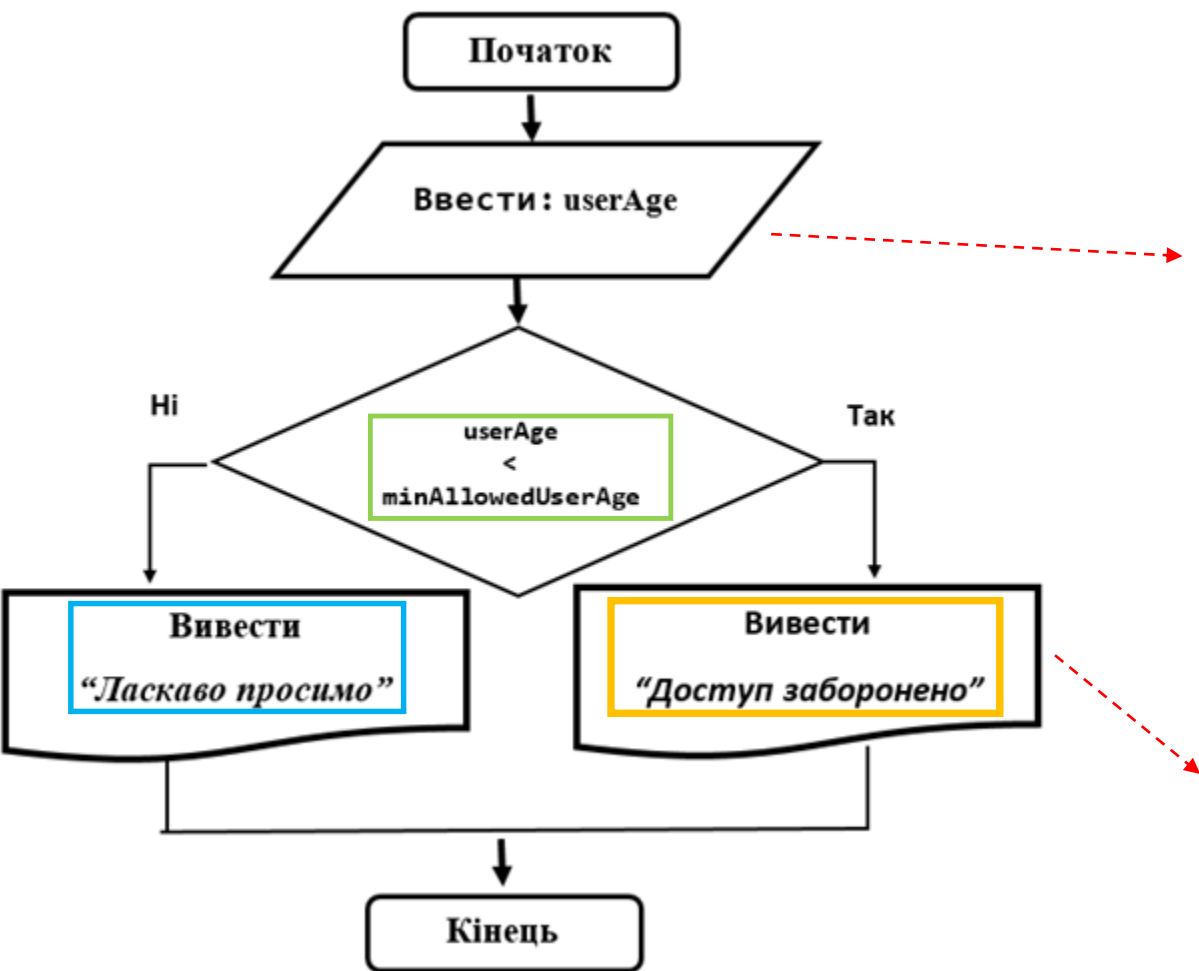 Початок
Ввести: userAge
Ні
Так
userAge
<
minAllowedUserAge
Вивести
“Ласкаво просимо”
Вивести
“Доступ заборонено”
Кінець